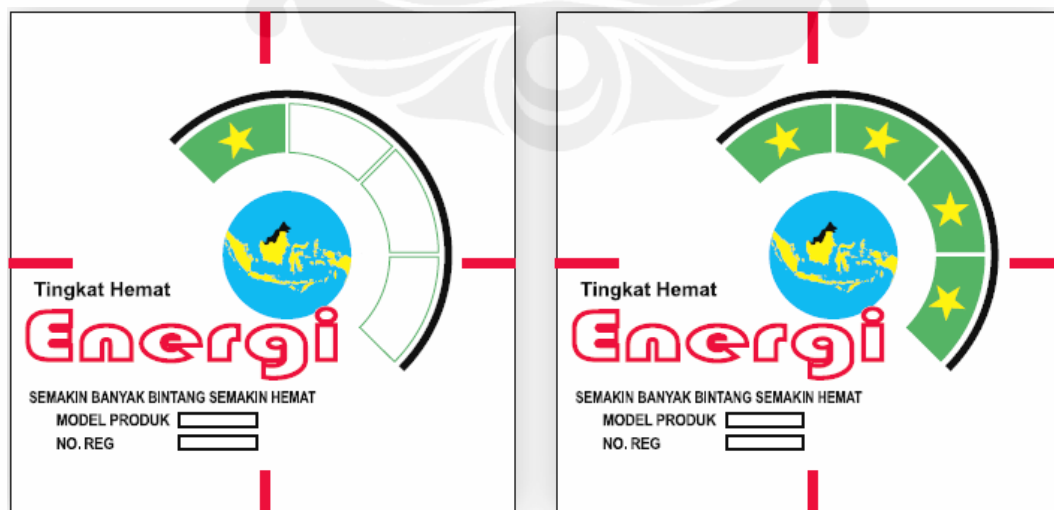 Tingkat Hemat
Energi
SEMAKIN BANYAK BINTANG SEMAKIN HEMAT
MODEL PRODUK
NO. REG
Tingkat Hemat
Energi
SEMAKIN BANYAK BINTANG SEMAKIN HEMAT
MODEL PRODUK
NO. REG